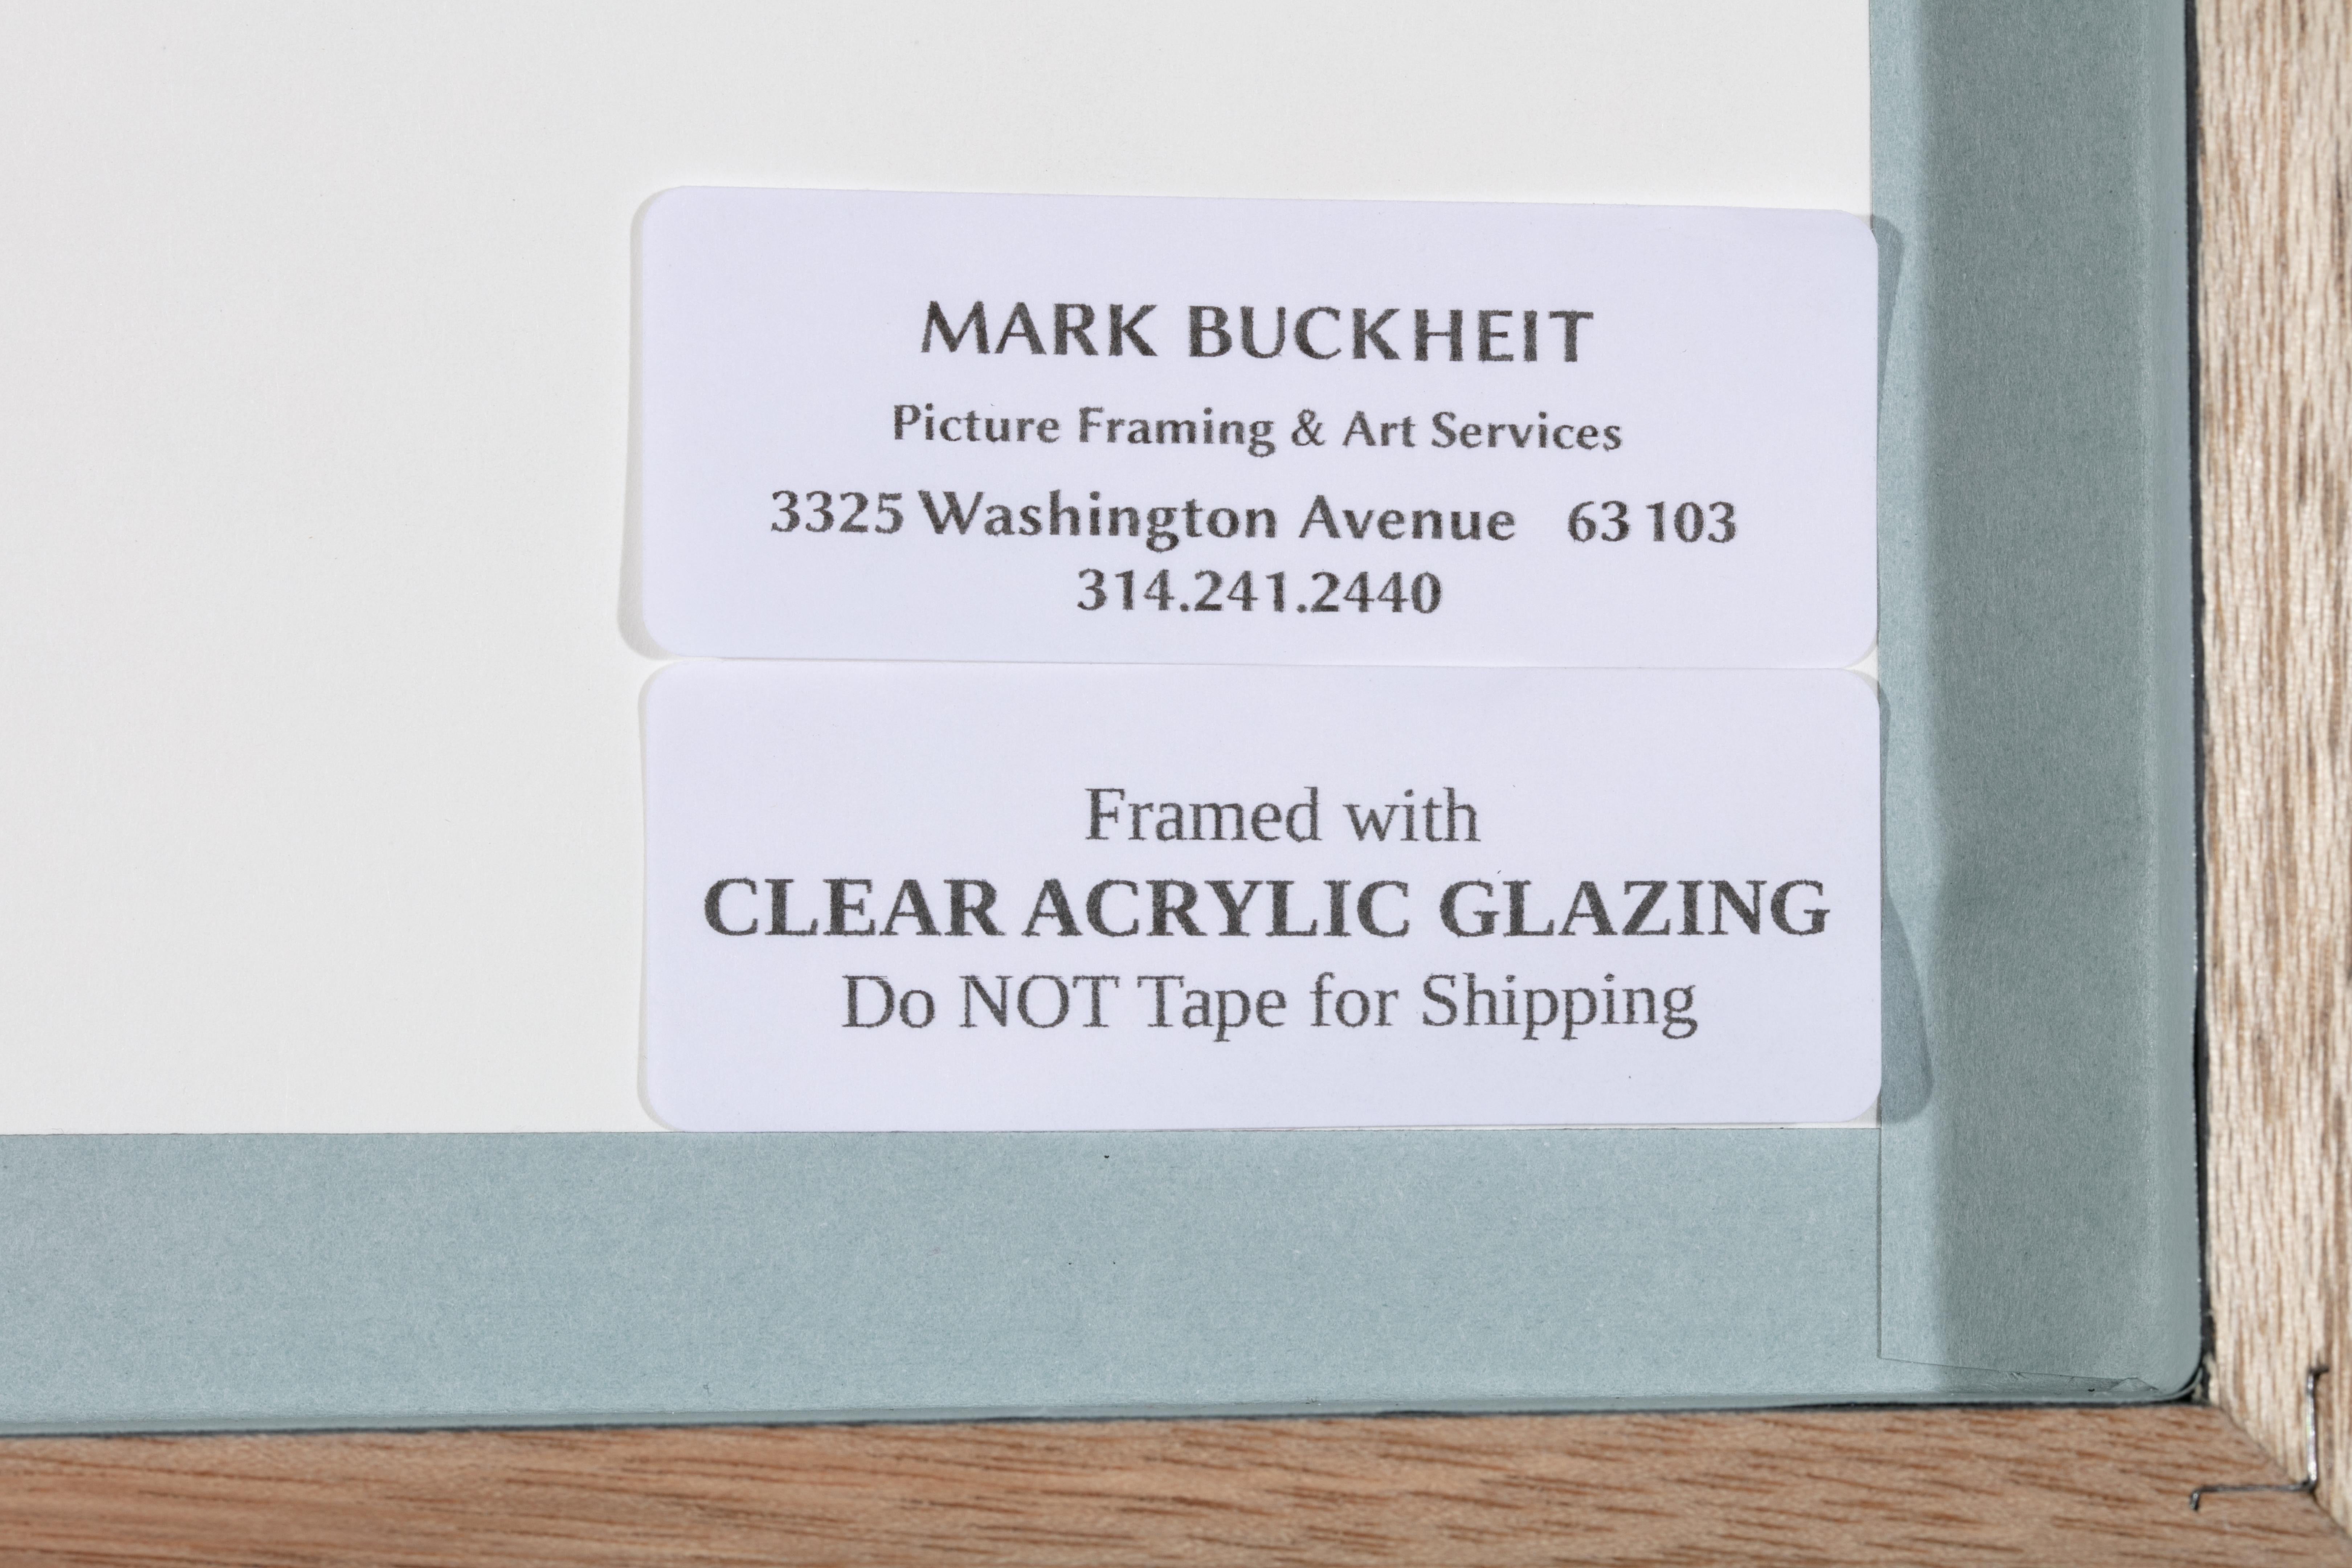 MARK BUCKHEIT
Picture Framing & Art Services
3325 Washington Avenue 63103
314.241.2440
Framed with
CLEAR ACRYLIC GLAZING
Do NOT Tape for Shipping